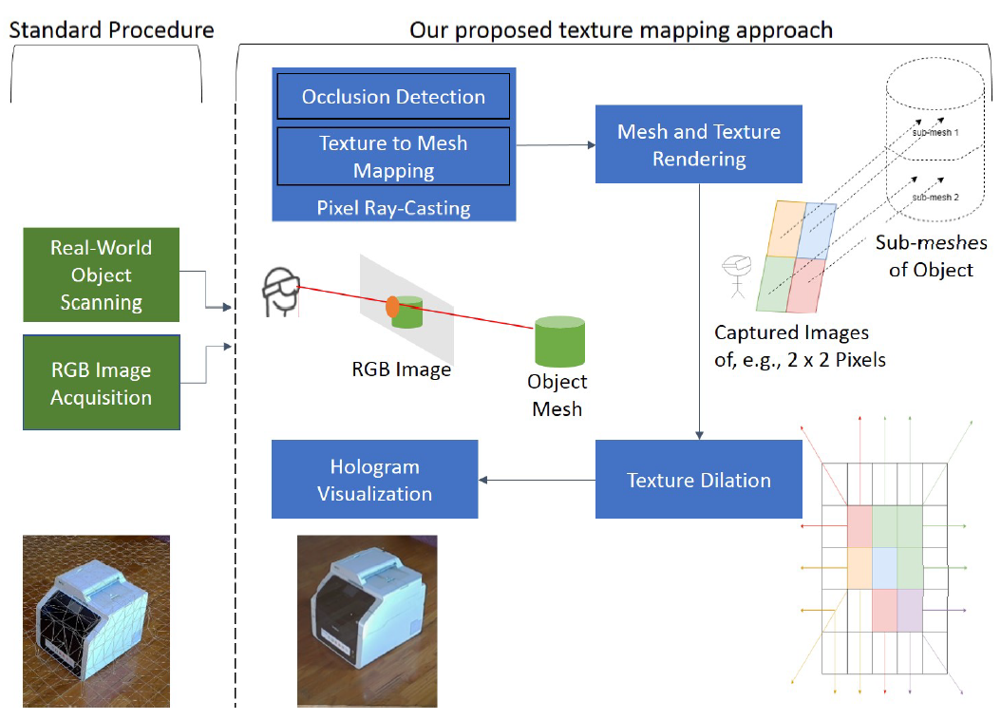 Standard Procedure
Our proposed texture mapping approach
Occlusion Detection
Texture to Mesh
Mapping
Pixel Ray-Casting
Mesh and Texture
Rendering
sub-mesh 1
sub-mesh 2
Sub-meshes
of Object
Real-World
Object
Scanning
RGB Image
Acquisition
RGB Image
Object
Mesh
Captured Images
of, e.g., 2 x 2 Pixels
Hologram
Visualization
Texture Dilation